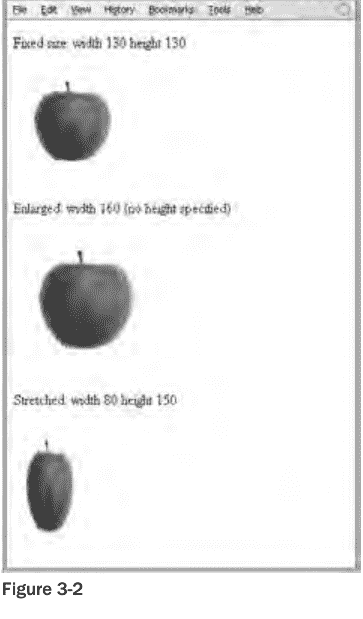 File Edit View History Bookmarks Tools Help
Fixed size: width 130 height 130
Enlarged: width 160 (no height specified)
Stretched: width 80 height 150
Figure 3-2